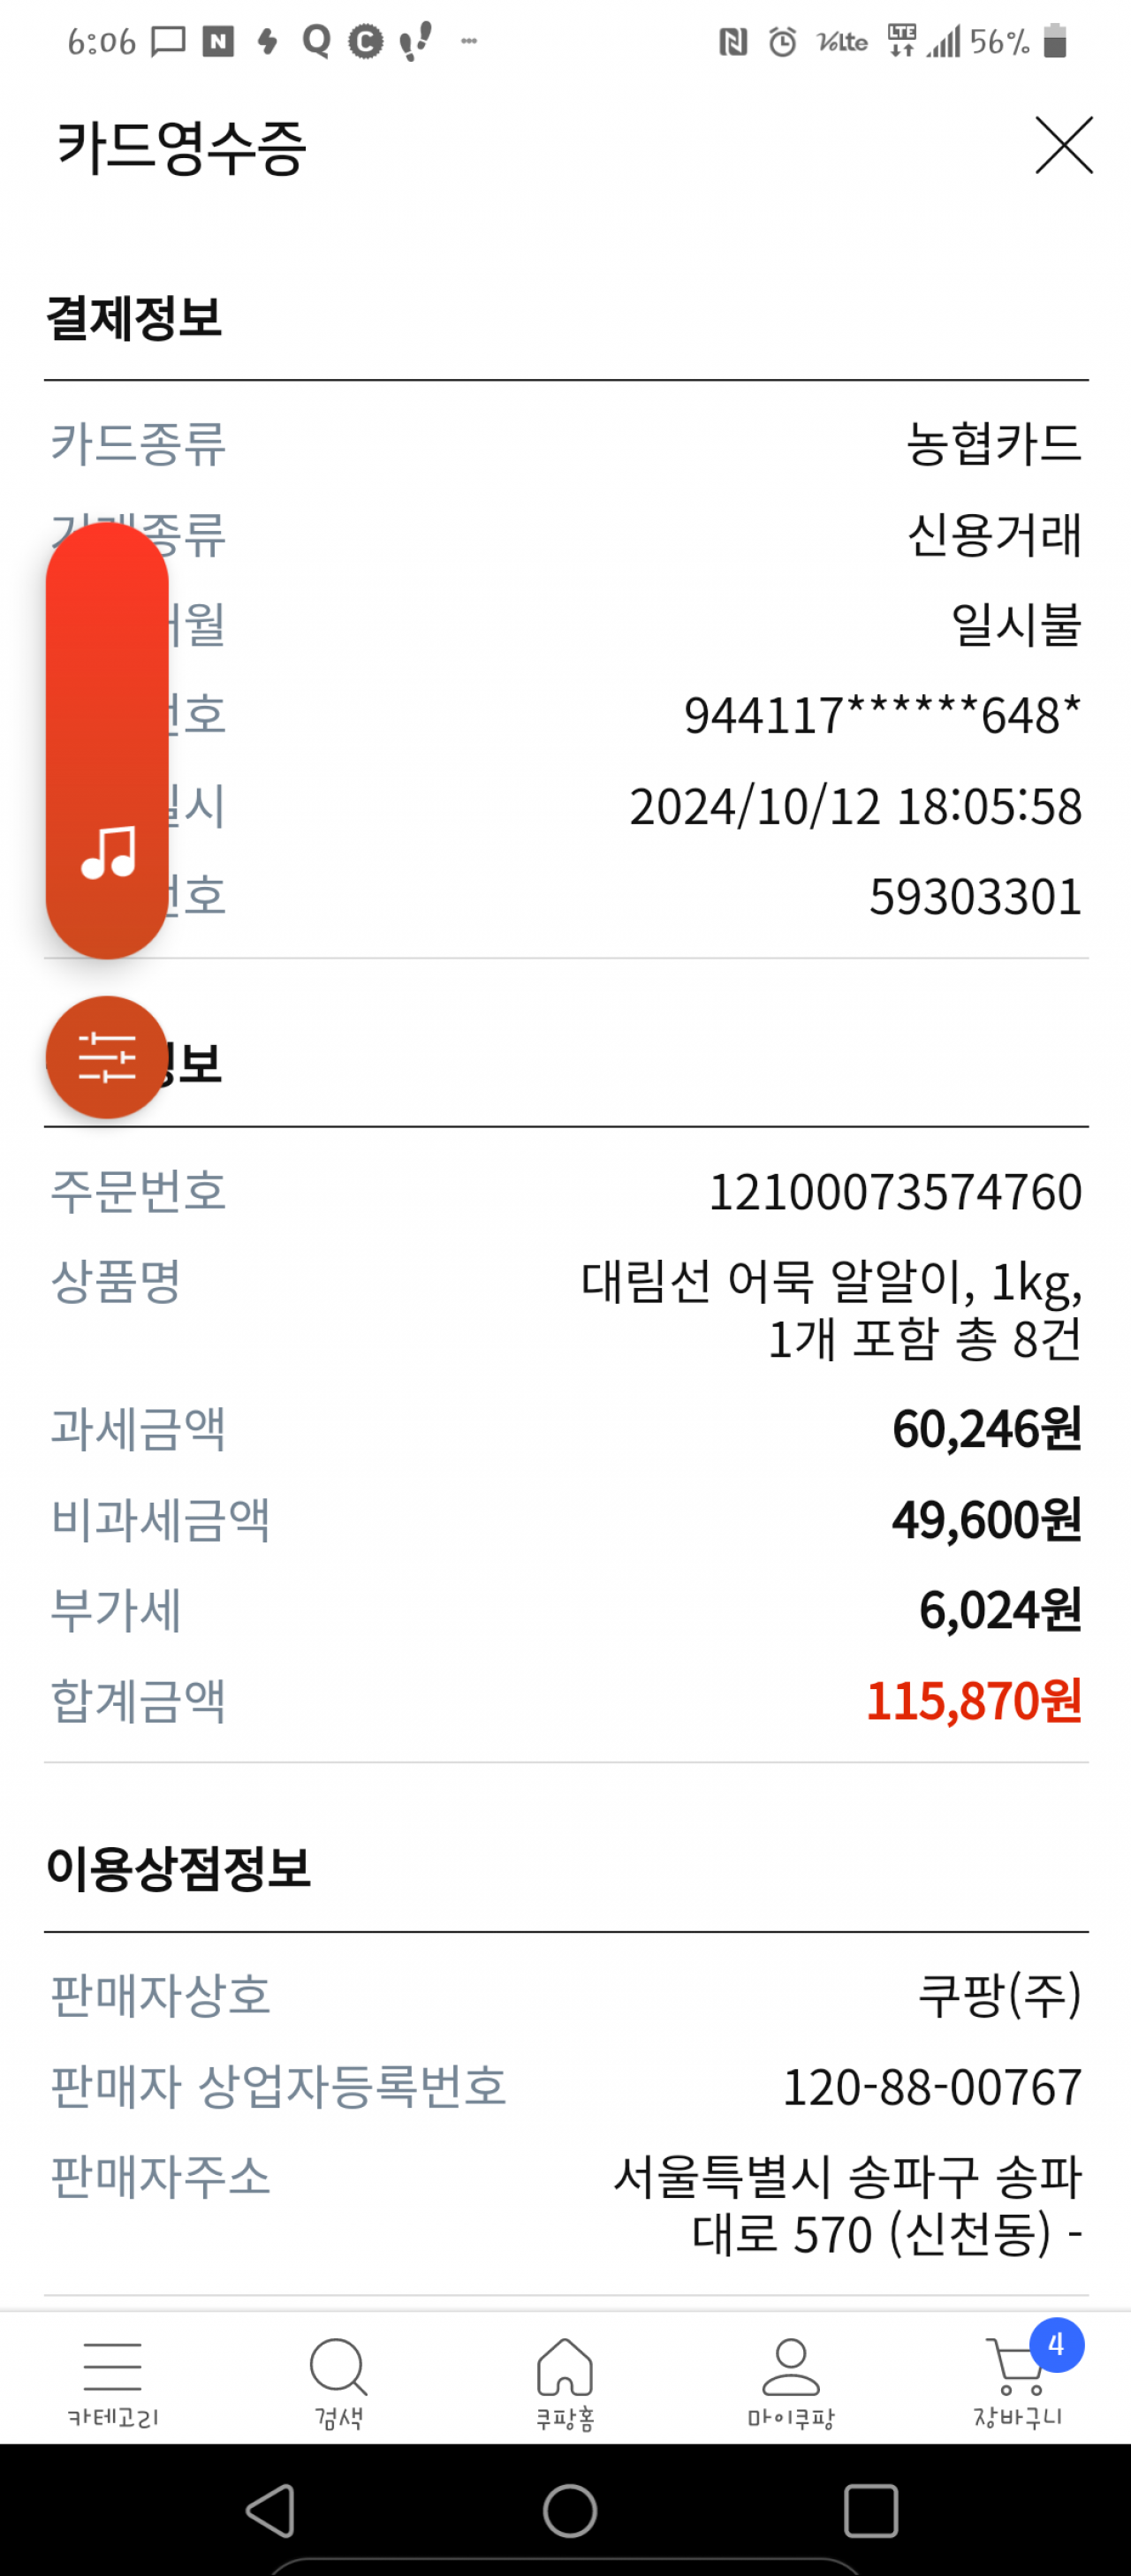 6:06 N Q C Volte LTE 56%
카드영수증
결제정보
카드종류 농협카드
종류 신용거래
월 일시불
호 944117******648*
시 2024/10/12 18:05:58
호 59303301
보
주문번호 12100073574760
상품명 대림선 어묵 알알이, 1kg,
1개 포함 총 8건
과세금액 60,246원
비과세금액 49,600원
부가세 6,024원
합계금액 115,870원
이용상점정보
판매자상호 쿠팡(주)
판매자 상업자등록번호 120-88-00767
판매자주소 서울특별시 송파구 송파
대로 570 (신천동) -
4
카테고리 검색 쿠팡홈 마이쿠팡 장바구니